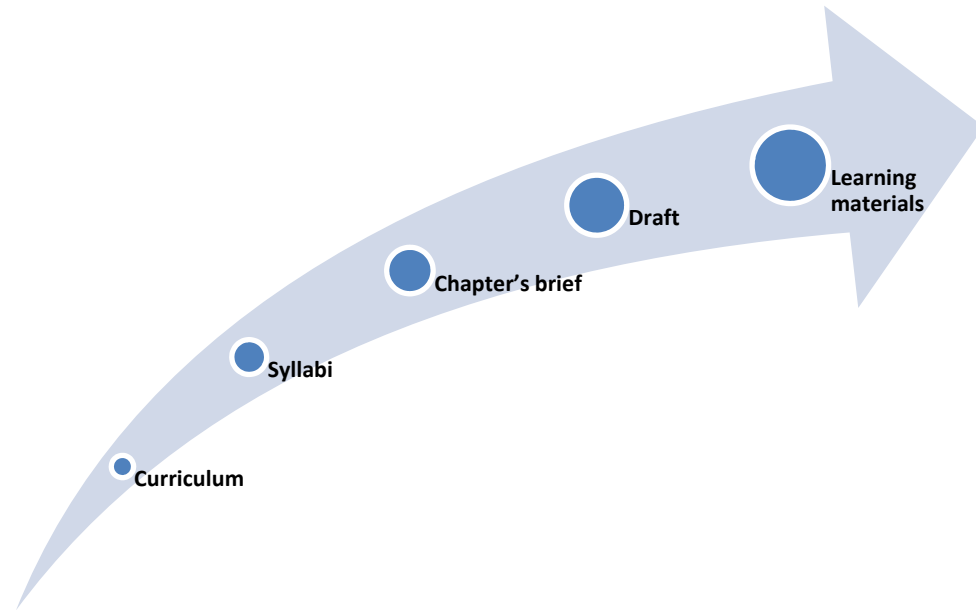 Learning
materials
Draft
Chapter’s brief
Syllabi
Curriculum